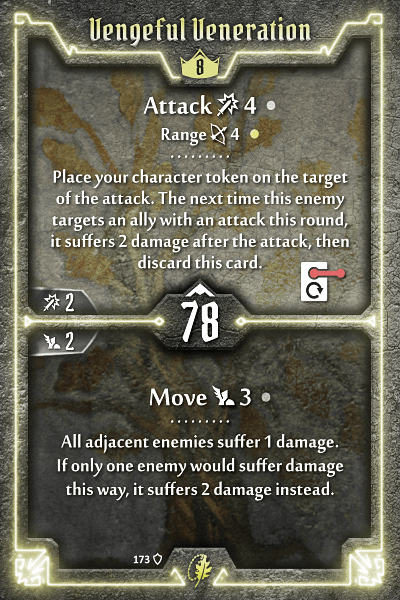 Vengeful Veneration
8
Attack 4
Range 4
Place your character token on the target
of the attack. The next time this enemy
targets an ally with an attack this round,
it suffers 2 damage after the attack, then
discard this card.
2
78
2
Move 3
All adjacent enemies suffer 1 damage.
If only one enemy would suffer damage
this way, it suffers 2 damage instead.
173